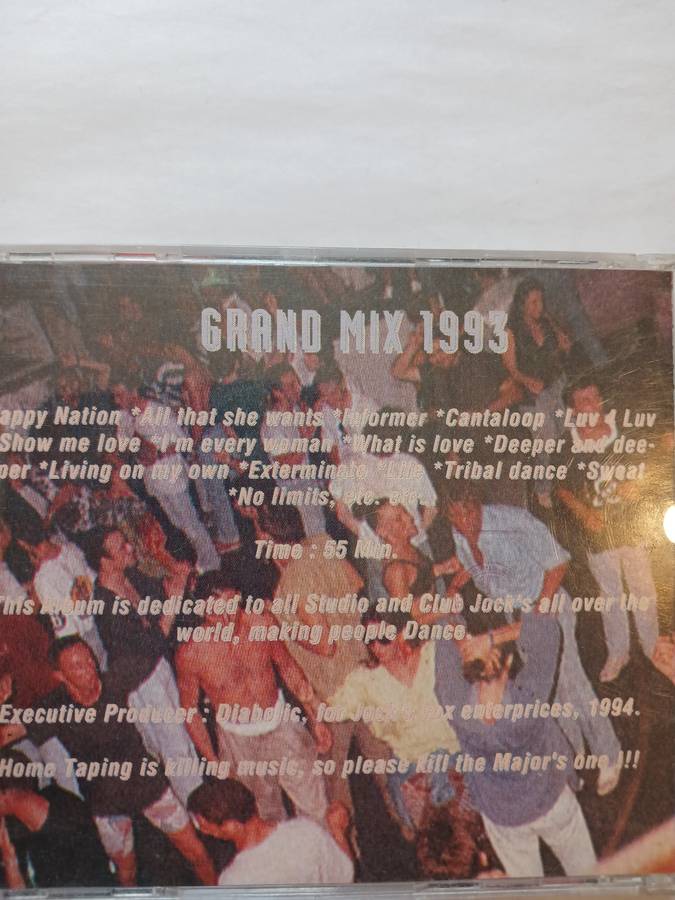 GRAND MIX 1993
appy Nation *All that she wants *Informer *Cantaloop *Luv 4 Luv
Show me love *I'm every woman *What is love *Deeper and dee-
per *Living on my own *Exterminate *Life *Tribal dance *Sweat
*No limits, etc. etc.
Time : 55 Min.
This Album is dedicated to all Studio and Club Jock's all over the
world, making people Dance.
Executive Producer : Diabolic, for Jock's box enterprices, 1994.
Home Taping is killing music, so please kill the Major's one !!!